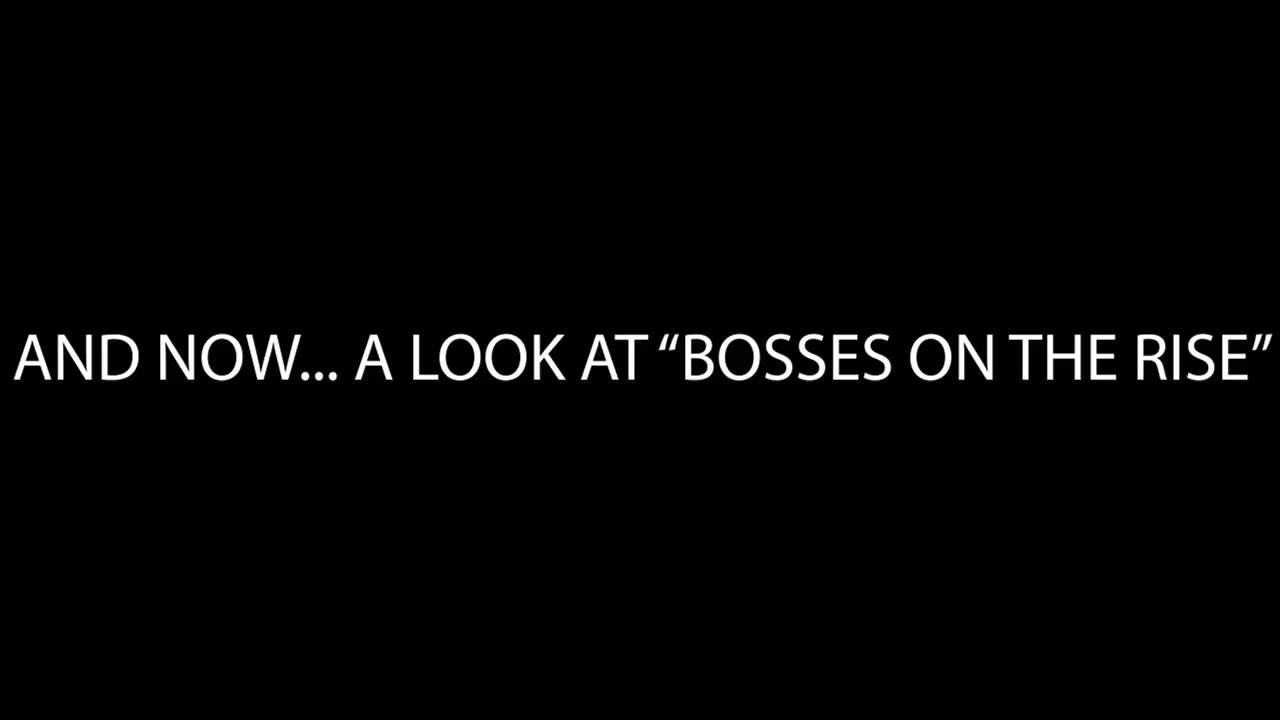 AND NOW... A LOOK AT “BOSSES ON THE RISE”